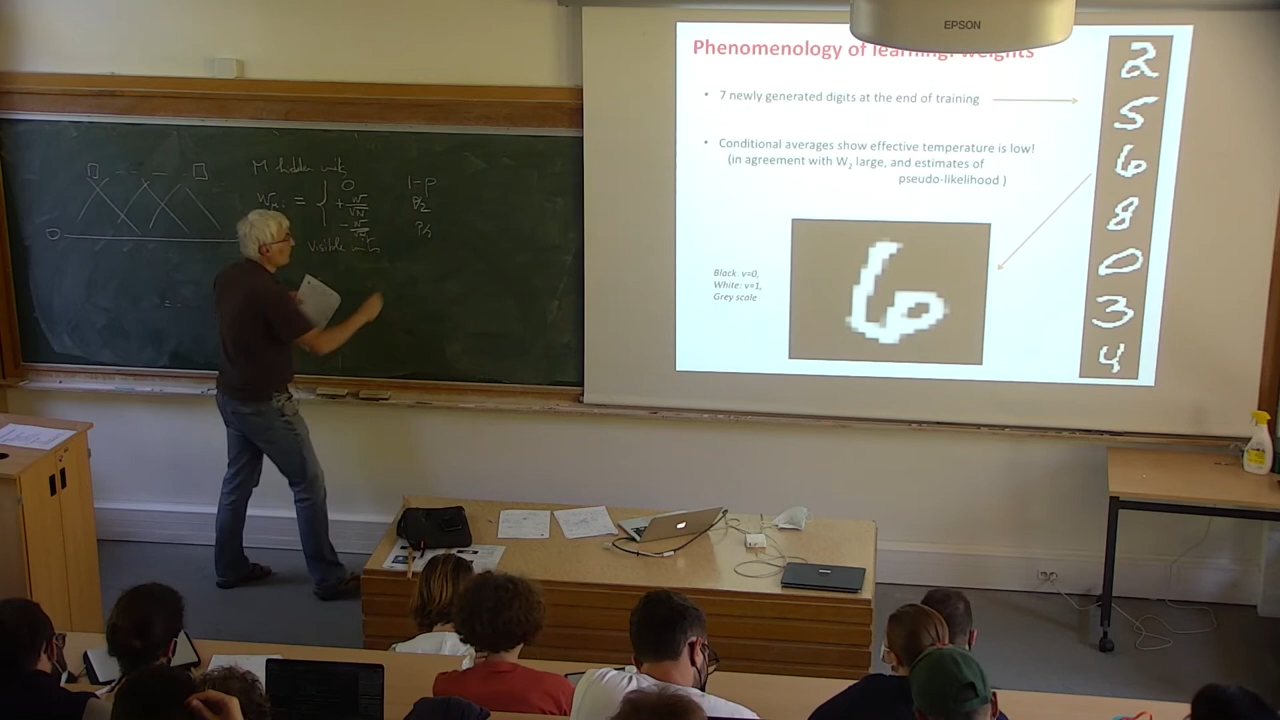 EPSON
Phenomenology of learning: weights
• 7 newly generated digits at the end of training
• Conditional averages show effective temperature is low!
(in agreement with W₂ large, and estimates of
pseudo-likelihood )
Black: v=0,
White: v=1,
Grey scale
6
2
5
6
8
0
3
4
M hidden units
0 1-p
= + W/√N
visible units